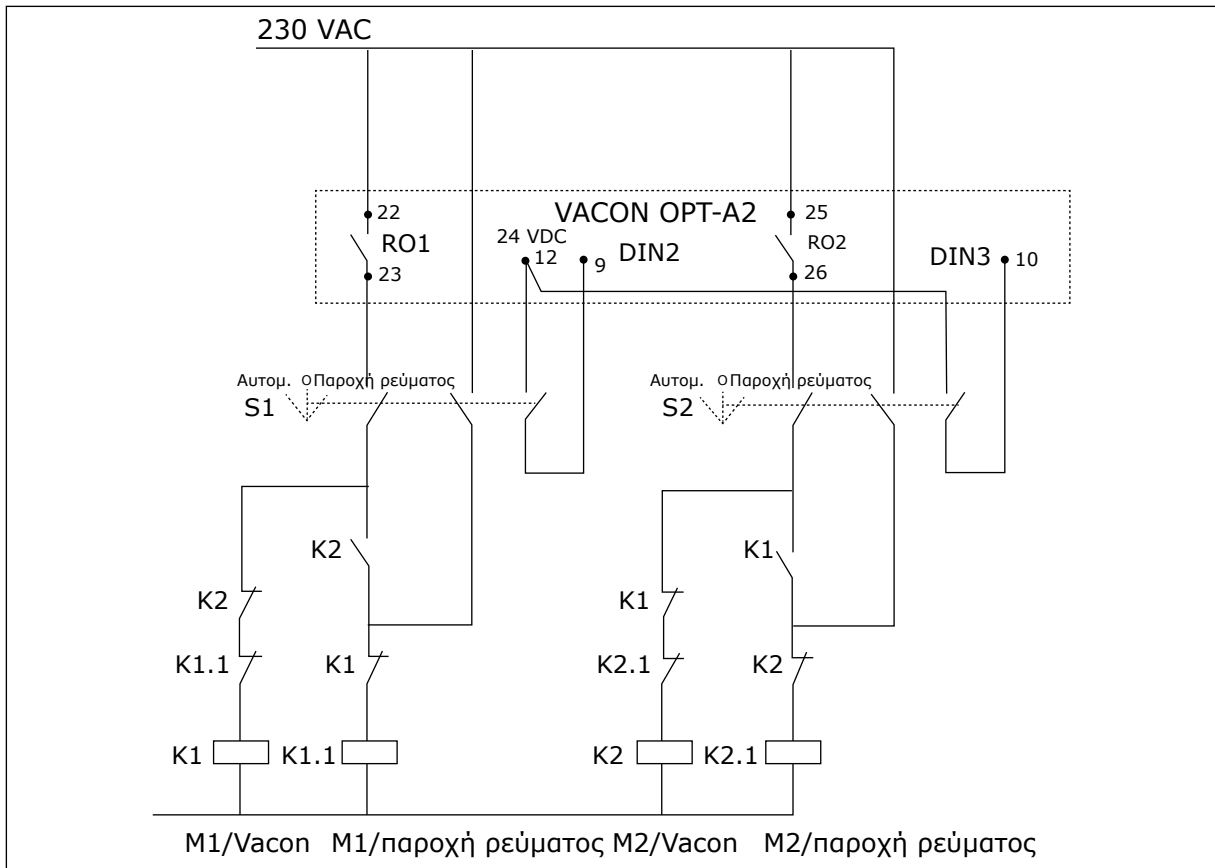 230 VAC
22
VACON OPT-A2
25
RO1
24 VDC
12
9
DIN2
RO2
DIN3
10
23
26
Αυτομ. O Παροχή ρεύματος
S1
Αυτομ. O Παροχή ρεύματος
S2
K2
K1
K2
K1
K1.1
K1
K2.1
K2
K1
K1.1
K2
K2.1
M1/Vacon M1/παροχή ρεύματος M2/Vacon M2/παροχή ρεύματος